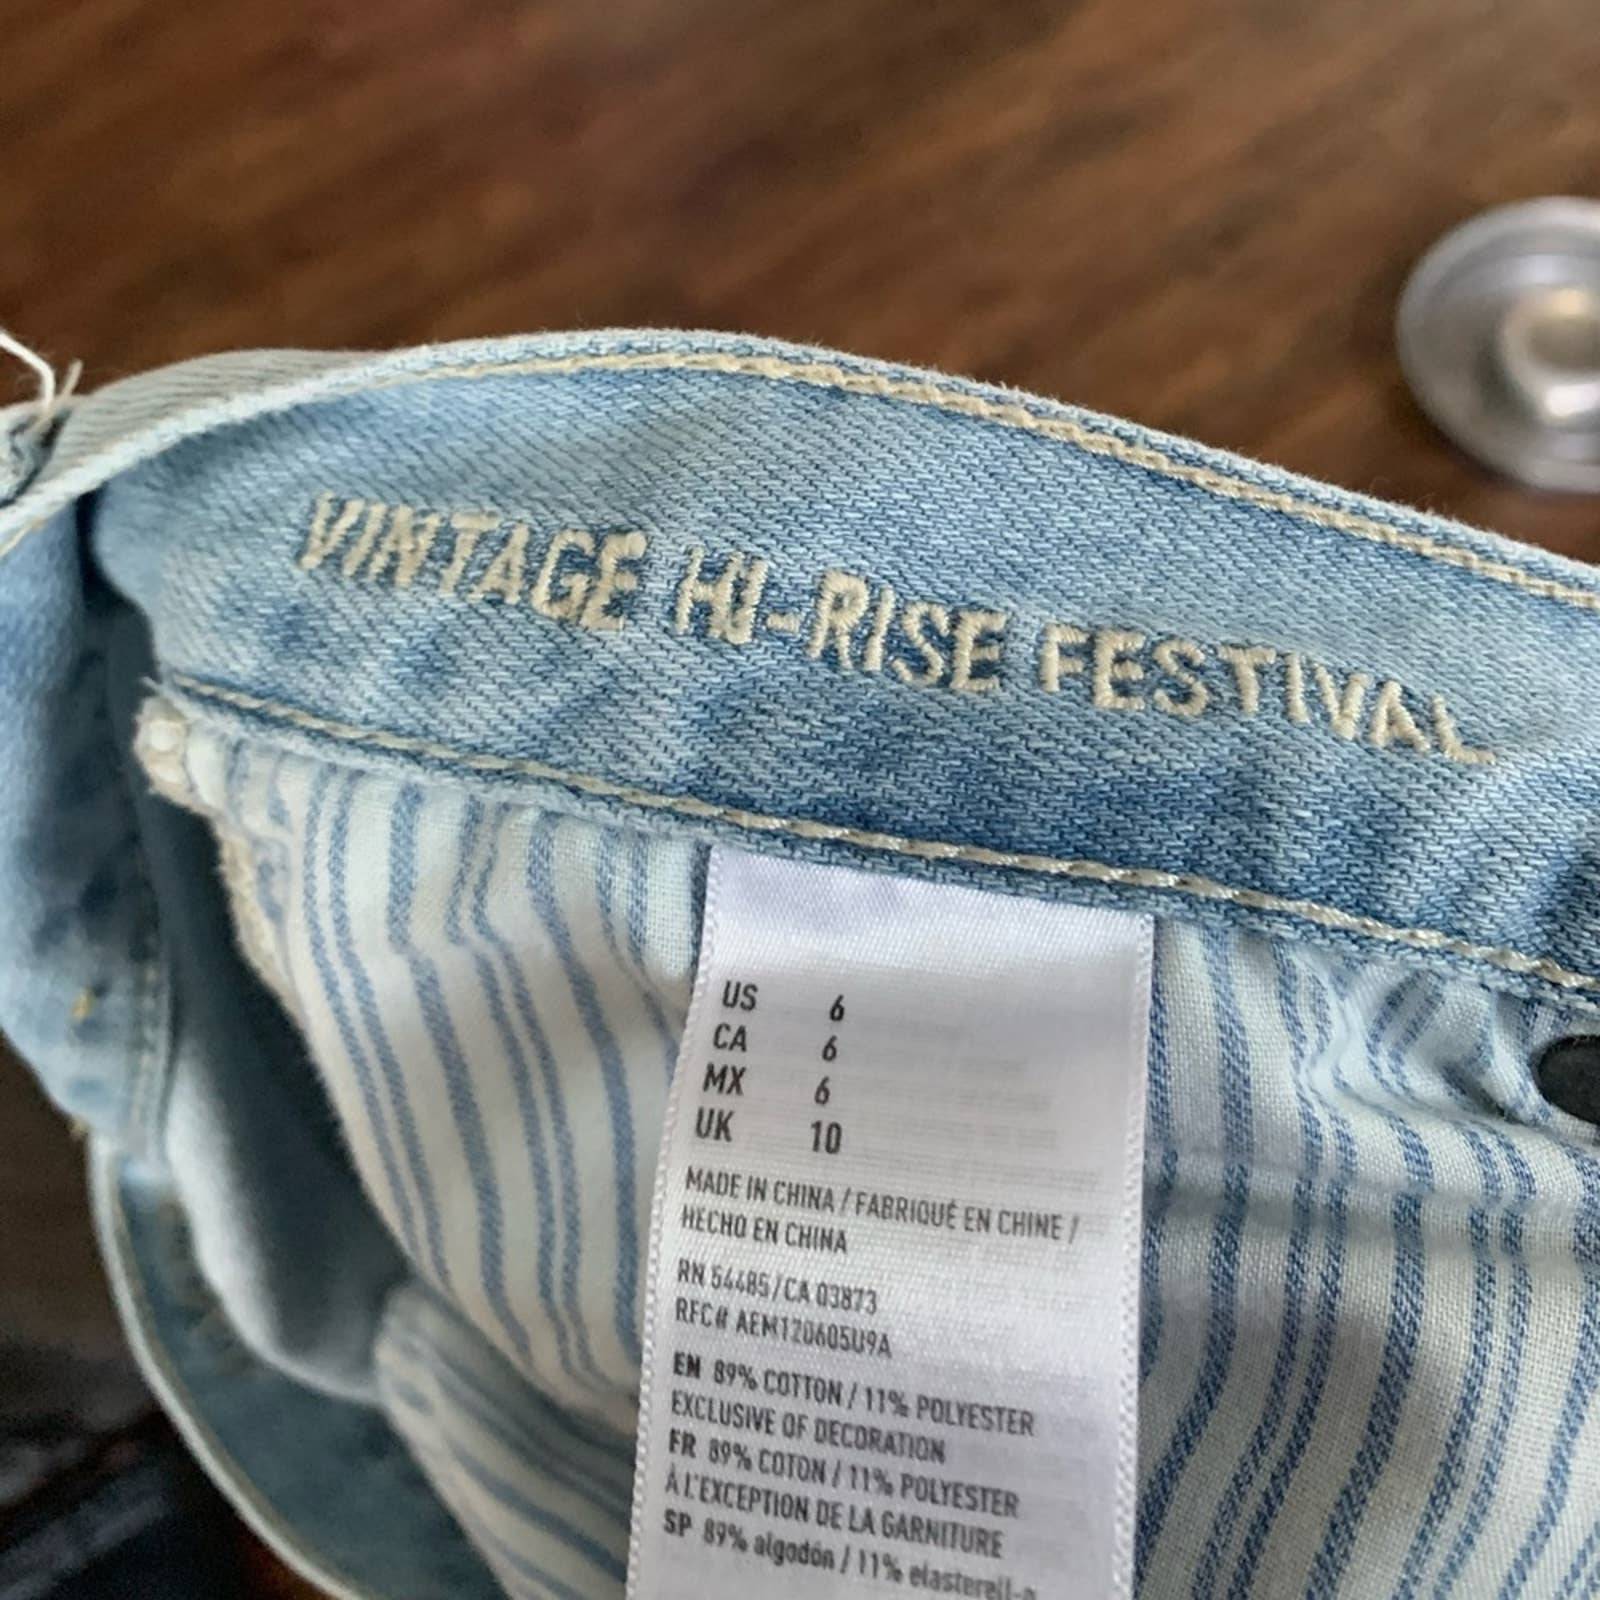 VINTAGE HI-RISE FESTIVAL
US 6
CA 6
MX 6
UK 10
MADE IN CHINA / FABRIQUÉ EN CHINE /
HECHO EN CHINA
RN 54485/CA 03873
RFC# AEM120605U9A
EN 89% COTTON / 11% POLYESTER
EXCLUSIVE OF DECORATION
FR 89% COTON / 11% POLYESTER
À L'EXCEPTION DE LA GARNITURE
SP 89% algodón / 11% elasterell-p